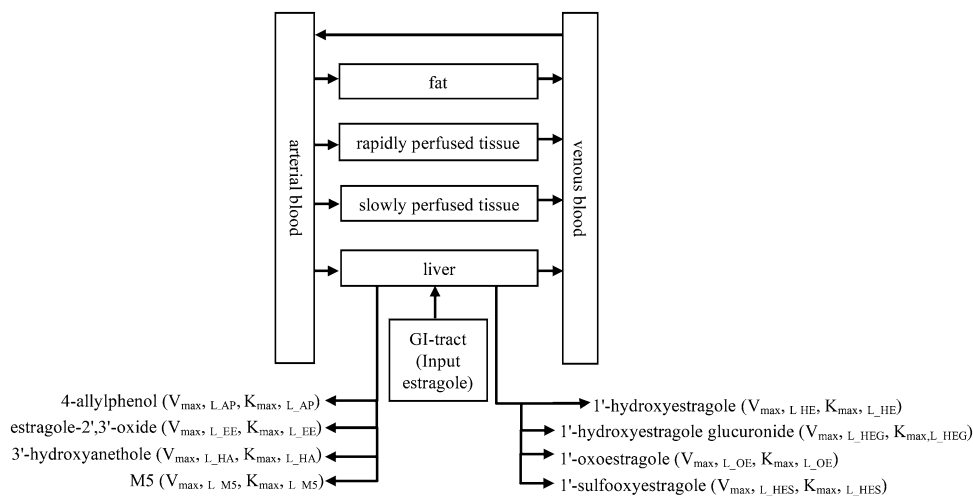 arterial blood
venous blood
fat
rapidly perfused tissue
slowly perfused tissue
liver
GI-tract
(Input
estragole)
4-allylphenol (Vmax, L_AP, Kmax, L_AP)
estragole-2',3'-oxide (Vmax, L_EE, Kmax, L_EE)
3'-hydroxyanethole (Vmax, L_HA, Kmax, L_HA)
M5 (Vmax, L_M5, Kmax, L_M5)
1'-hydroxyestragole (Vmax, L_HE, Kmax, L_HE)
1'-hydroxyestragole glucuronide (Vmax, L_HEG, Kmax,L_HEG)
1'-oxoestragole (Vmax, L_OE, Kmax, L_OE)
1'-sulfooxyestragole (Vmax, L_HES, Kmax, L_HES)